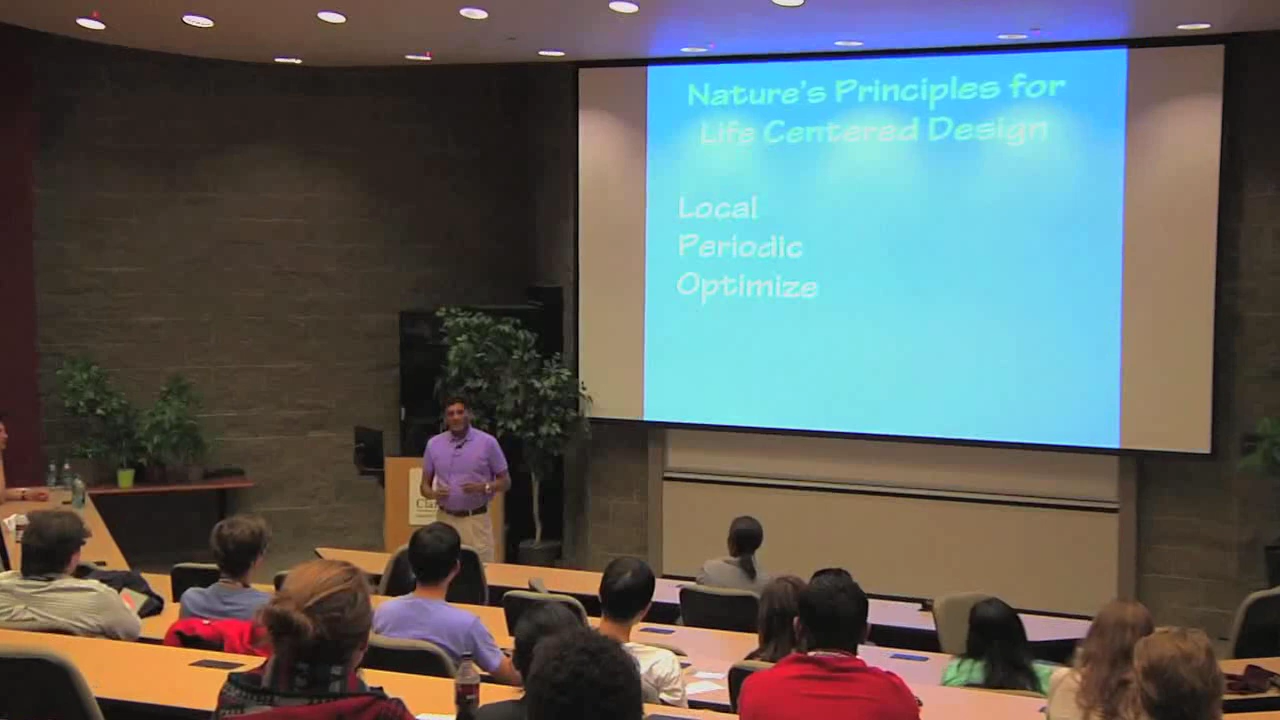 Nature's Principles for
Life Centered Design
Local
Periodic
Optimize